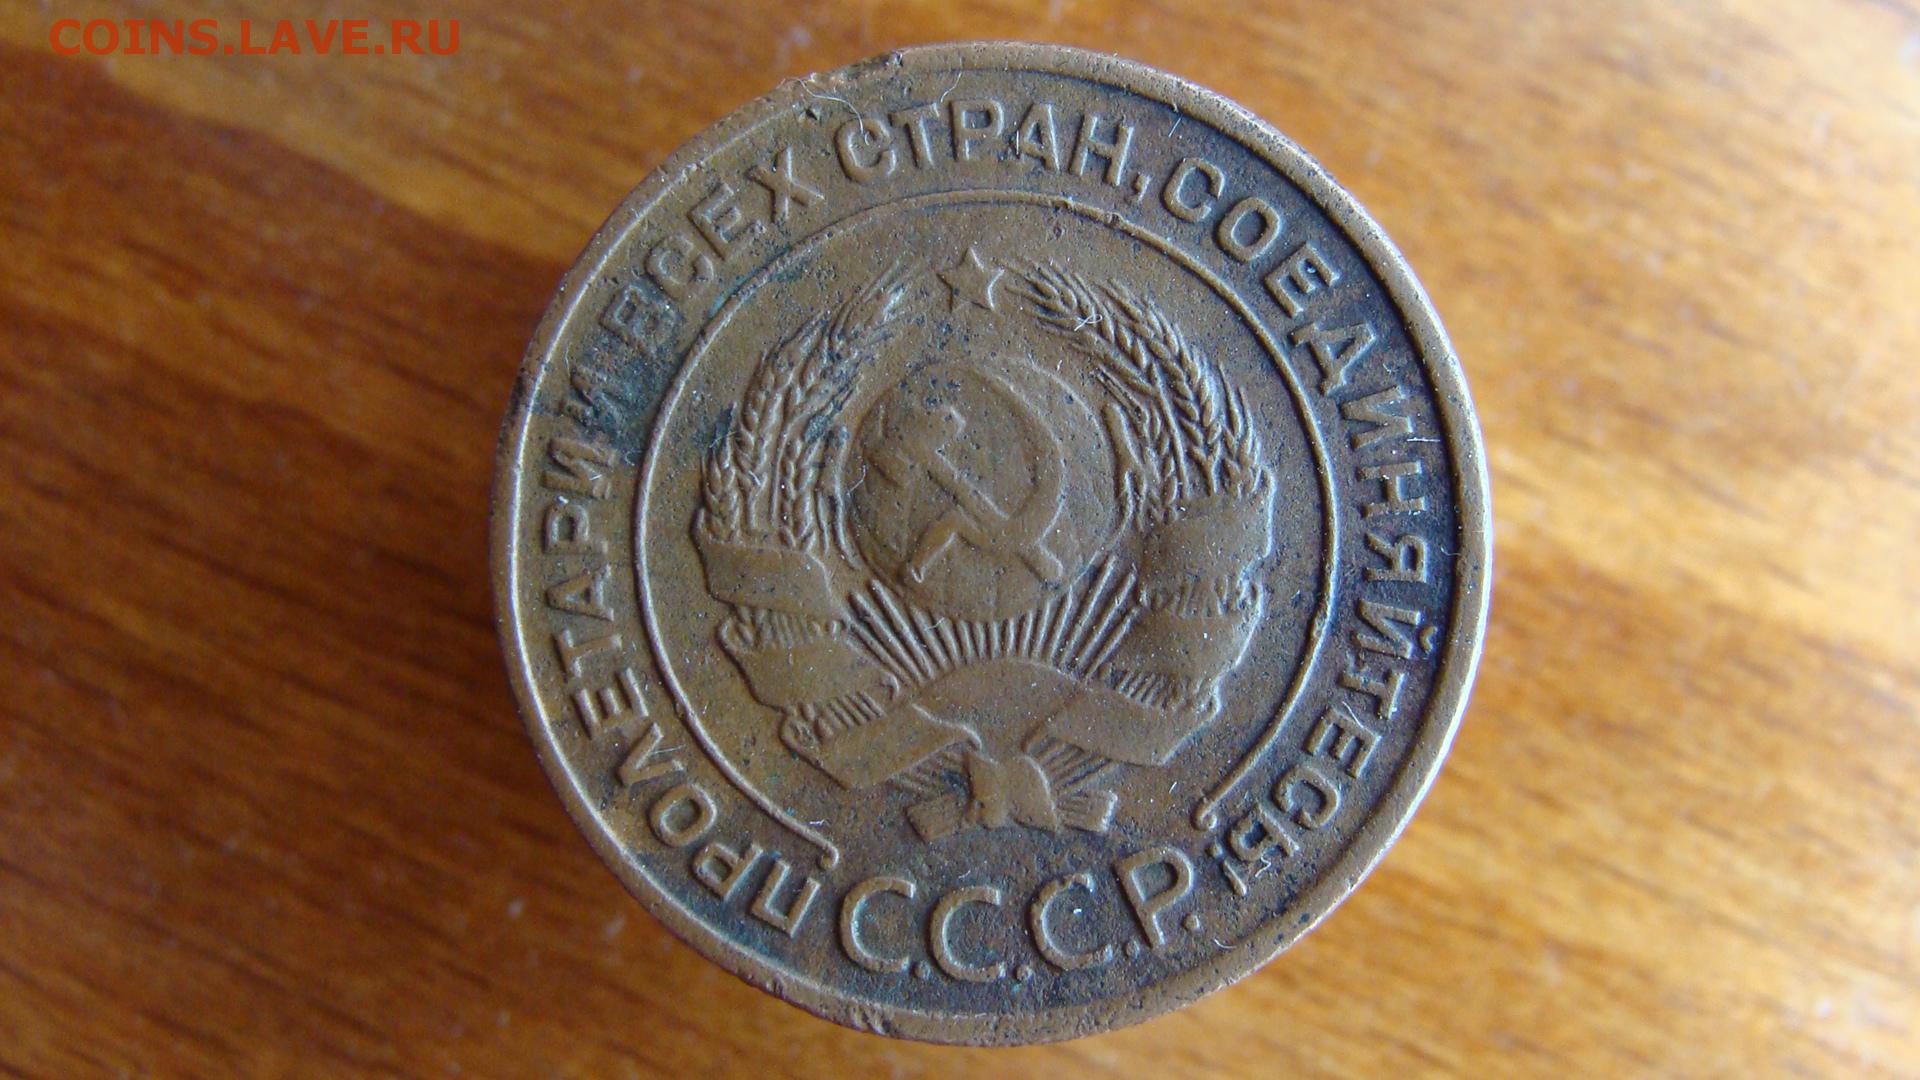 COINS.LAVE.RU
ПРОЛЕТАРИИ ВСЕХ СТРАН, СОЕДИНЯЙТЕСЬ!
С.С.С.Р.